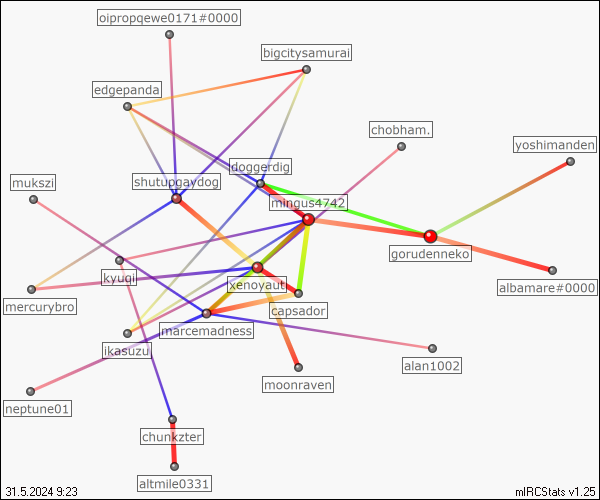 oipropqewe0171#0000
bigcitysamurai
edgepanda
chobham.
yoshimanden
doggerdig
mukszi
shutupgaydog
mingus4742
gorudenneko
kyuqi
xenoyaut
albamare#0000
mercurybro
capsador
marcemadness
ikasuzu
alan1002
moonraven
neptune01
chunkzter
altmile0331
31.5.2024 9:23
mIRCStats v1.25